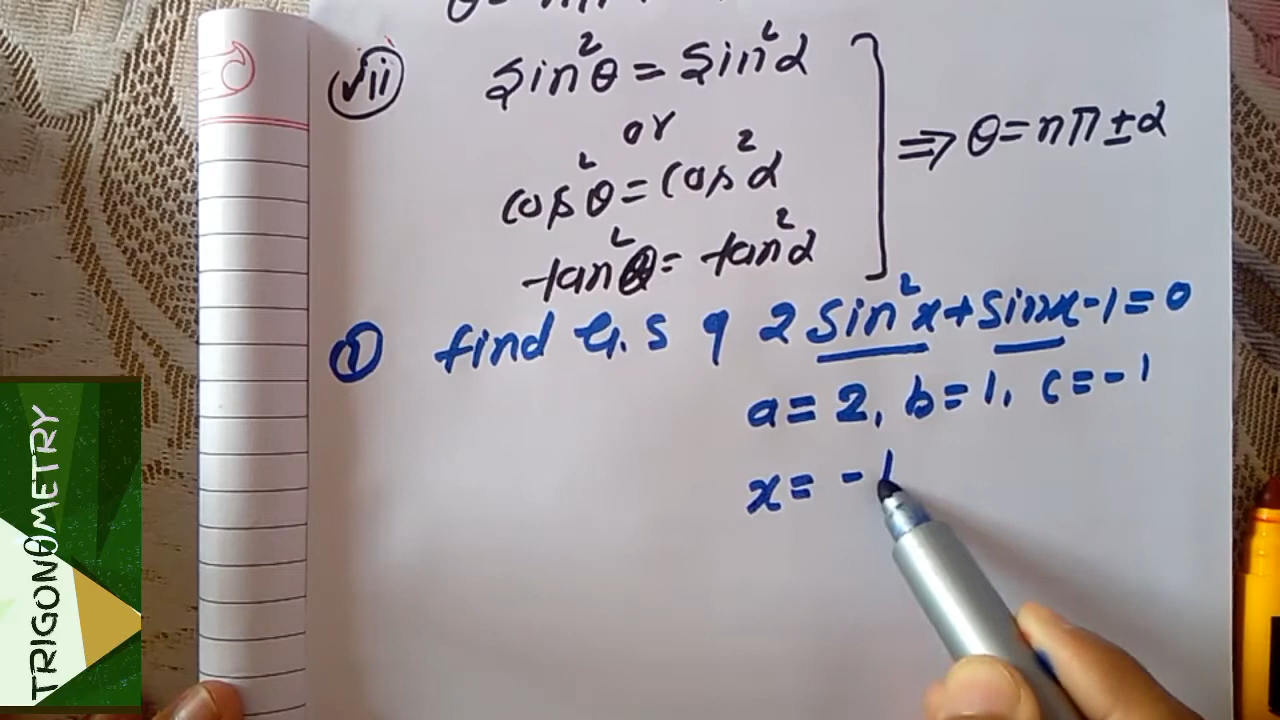 vii
sin²θ = sin²α
or
cos²θ = cos²α
tan²θ = tan²α
⇒ θ = nπ ± α
① find G.S of 2 sin²x + sinx - 1 = 0
a = 2, b = 1, c = -1
x = -1
TRIGONθMETRY